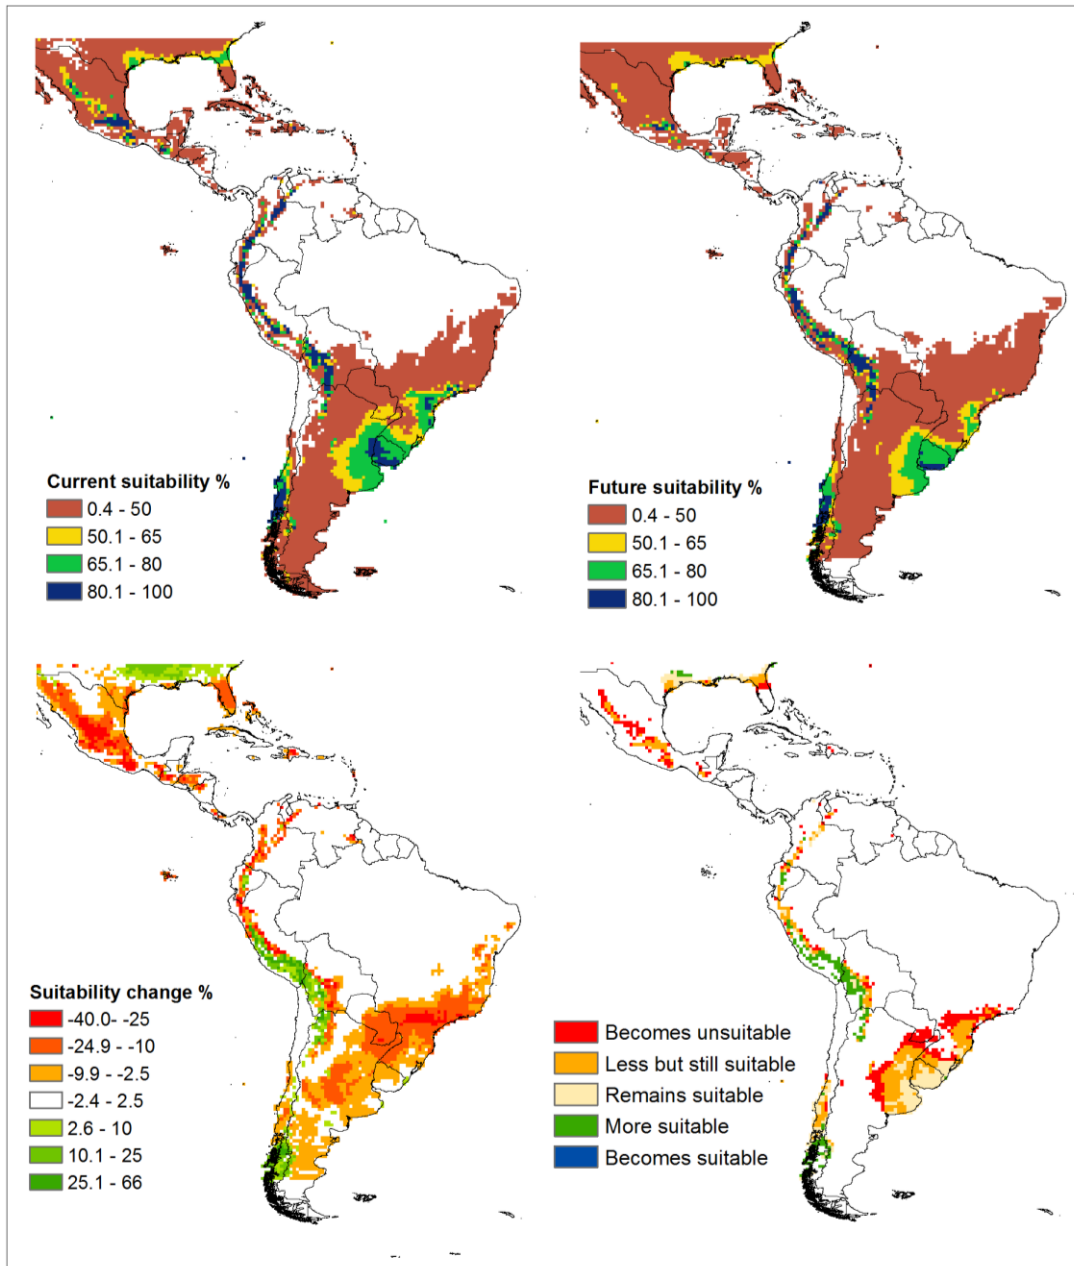 Current suitability %
0.4 - 50
50.1 - 65
65.1 - 80
80.1 - 100
Future suitability %
0.4 - 50
50.1 - 65
65.1 - 80
80.1 - 100
Suitability change %
-40.0- -25
-24.9 - -10
-9.9 - -2.5
-2.4 - 2.5
2.6 - 10
10.1 - 25
25.1 - 66
Becomes unsuitable
Less but still suitable
Remains suitable
More suitable
Becomes suitable